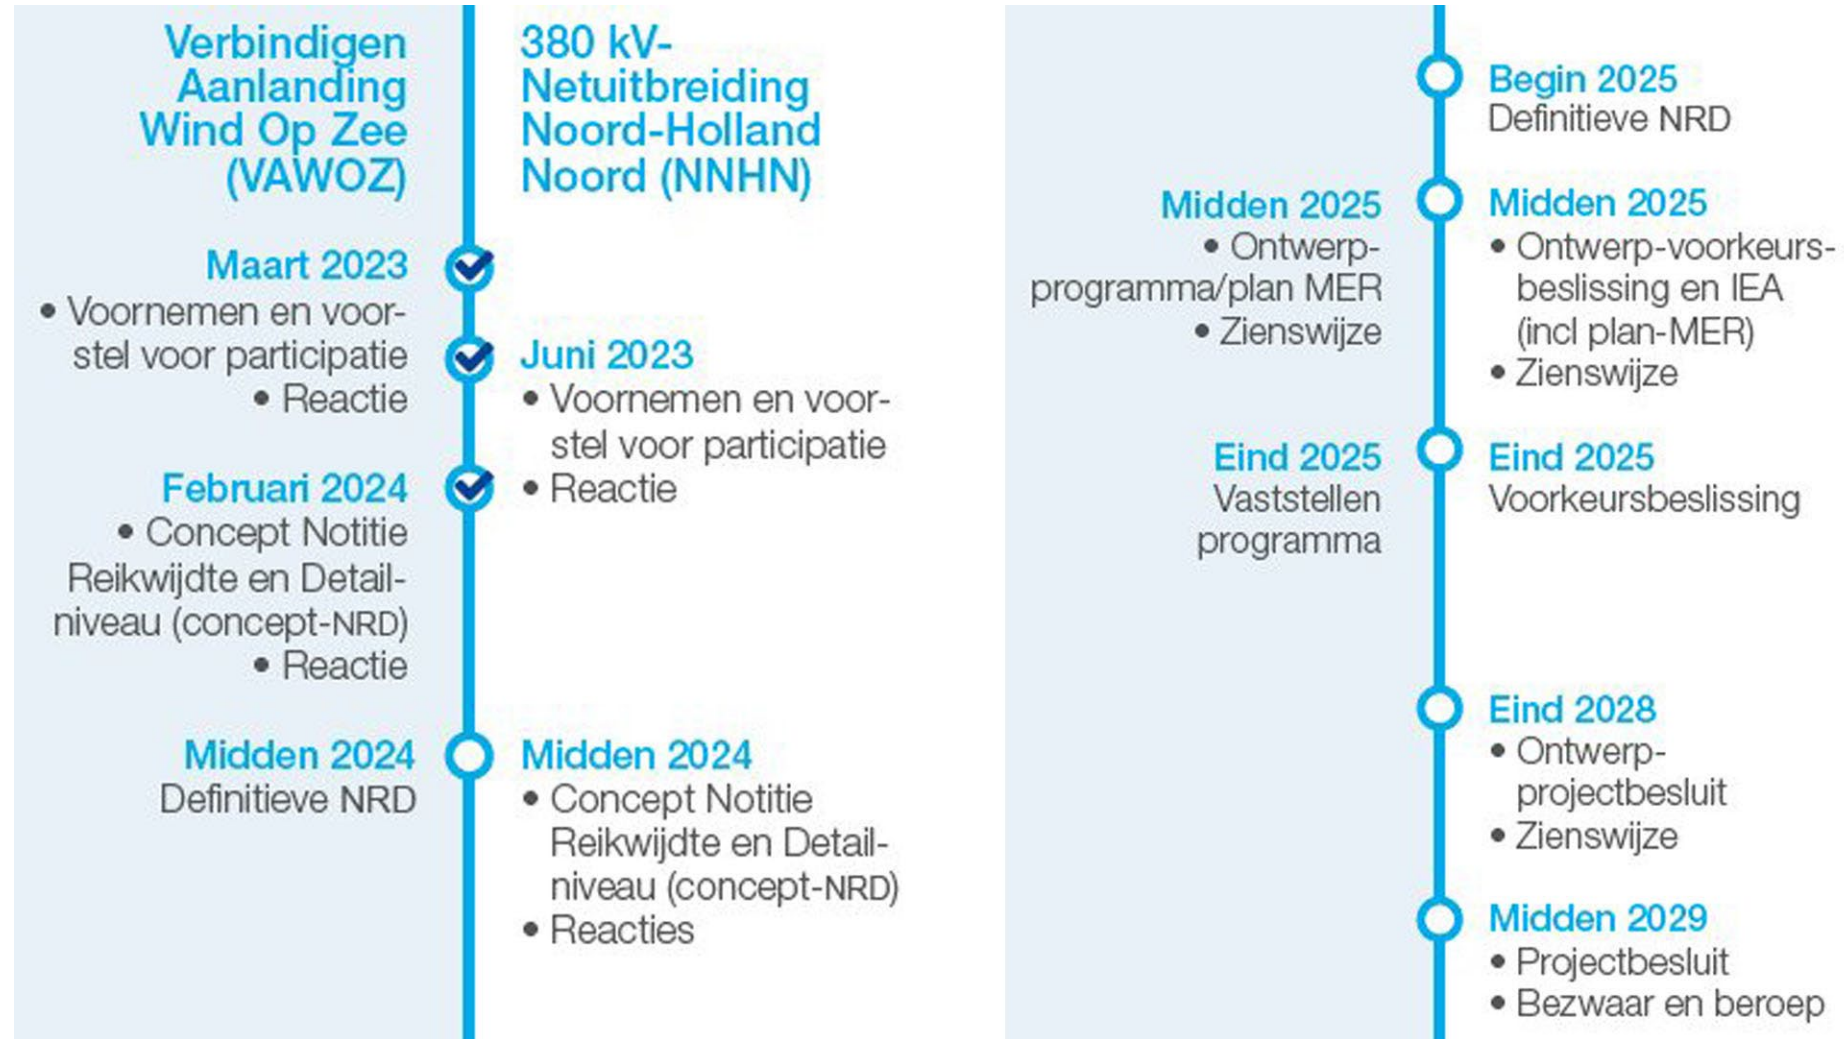 Verbindigen
Aanlanding
Wind Op Zee
(VAWOZ)
380 kV-
Netuitbreiding
Noord-Holland
Noord (NNHN)
Maart 2023
• Voornemen en voor-
stel voor participatie
• Reactie
Juni 2023
• Voornemen en voor-
stel voor participatie
• Reactie
Februari 2024
• Concept Notitie
Reikwijdte en Detail-
niveau (concept-NRD)
• Reactie
Midden 2024
Definitieve NRD
Midden 2024
• Concept Notitie
Reikwijdte en Detail-
niveau (concept-NRD)
• Reacties
Begin 2025
Definitieve NRD
Midden 2025
• Ontwerp-
programma/plan MER
• Zienswijze
Midden 2025
• Ontwerp-voorkeurs-
beslissing en IEA
(incl plan-MER)
• Zienswijze
Eind 2025
Vaststellen
programma
Eind 2025
Voorkeursbeslissing
Eind 2028
• Ontwerp-
projectbesluit
• Zienswijze
Midden 2029
• Projectbesluit
• Bezwaar en beroep